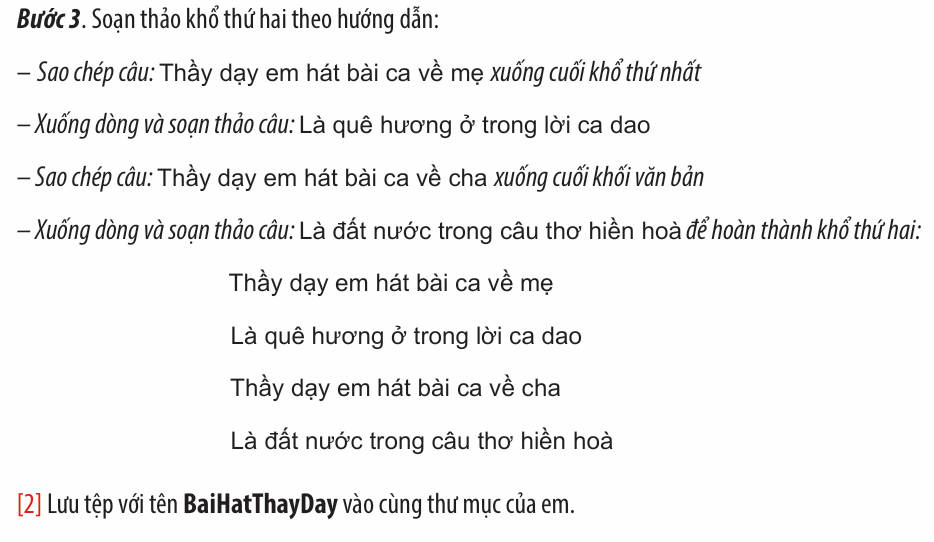 Bước 3. Soạn thảo khổ thứ hai theo hướng dẫn:
– Sao chép câu: Thầy dạy em hát bài ca về mẹ xuống cuối khổ thứ nhất
– Xuống dòng và soạn thảo câu: Là quê hương ở trong lời ca dao
– Sao chép câu: Thầy dạy em hát bài ca về cha xuống cuối khối văn bản
– Xuống dòng và soạn thảo câu: Là đất nước trong câu thơ hiền hoà để hoàn thành khổ thứ hai:
Thầy dạy em hát bài ca về mẹ
Là quê hương ở trong lời ca dao
Thầy dạy em hát bài ca về cha
Là đất nước trong câu thơ hiền hoà
[2] Lưu tệp với tên BaiHatThayDay vào cùng thư mục của em.